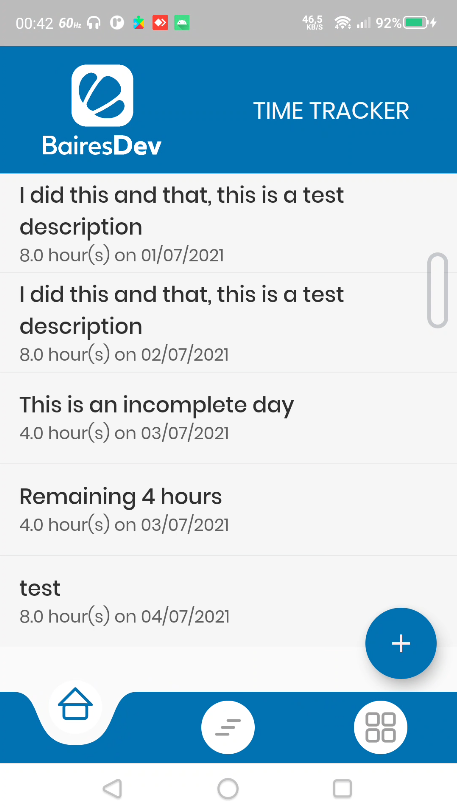 00:42 60Hz 46,5 KB/S 92%
BairesDev
TIME TRACKER
I did this and that, this is a test
description
8.0 hour(s) on 01/07/2021
I did this and that, this is a test
description
8.0 hour(s) on 02/07/2021
This is an incomplete day
4.0 hour(s) on 03/07/2021
Remaining 4 hours
4.0 hour(s) on 03/07/2021
test
8.0 hour(s) on 04/07/2021
+